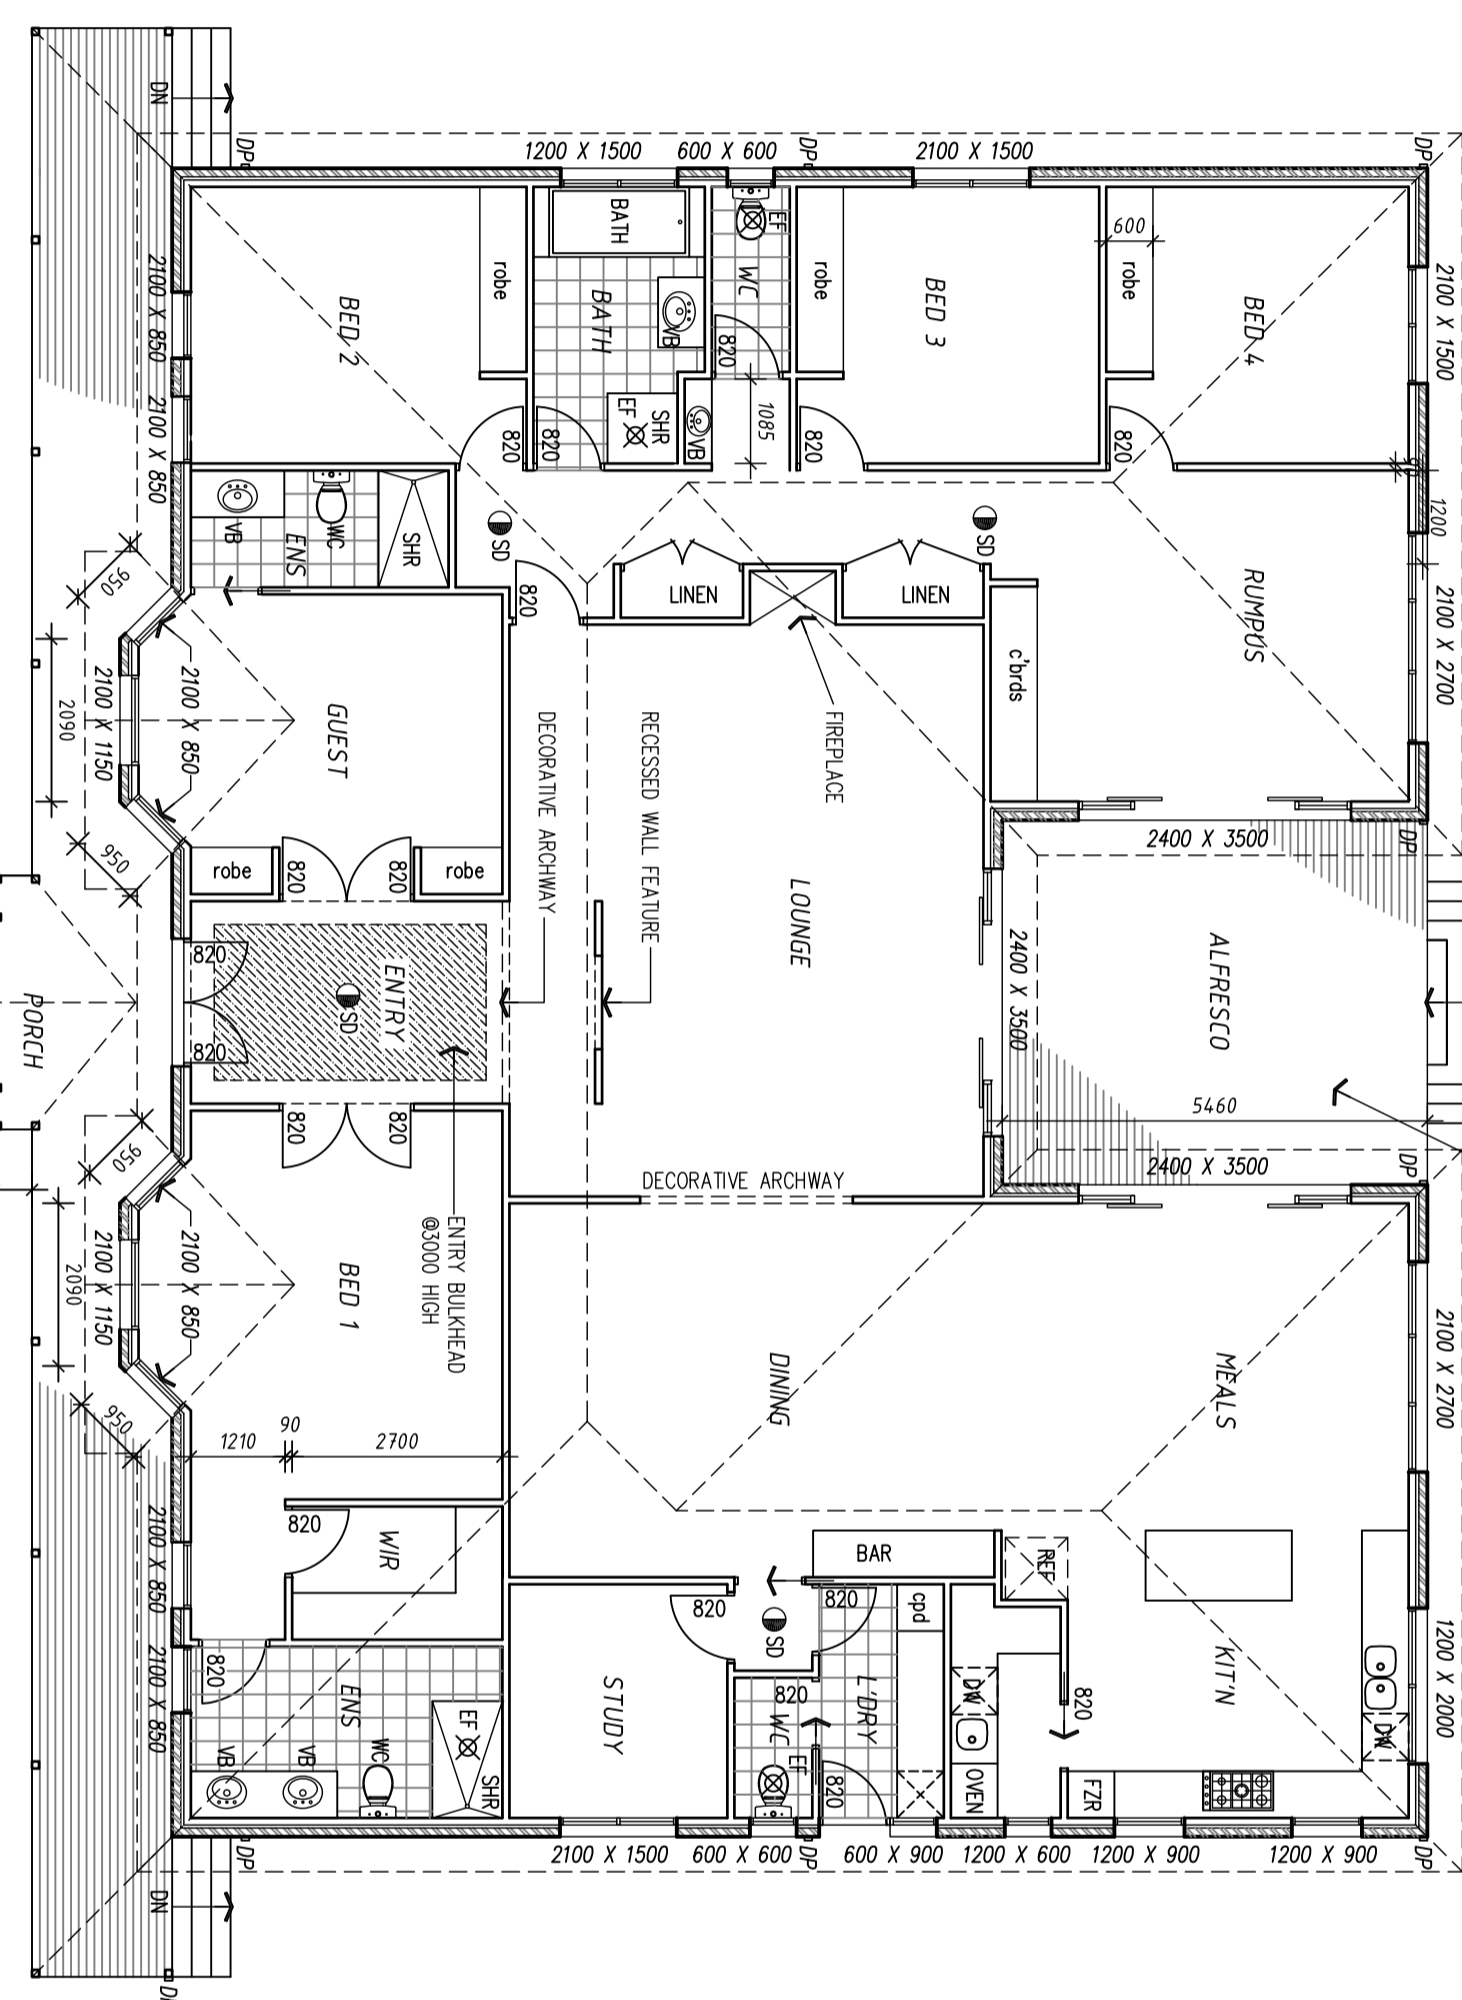 DN
DP
1200 X 1500
600 X 600
DP
2100 X 1500
DP
BATH
EF
600
robe
BATH
VB
WC
robe
BED 3
robe
BED 4
2100 X 1500
2100 X 850
BED 2
820
1085
2100 X 850
820
820
EF
SHR
VB
820
820
1200
VB
WC
ENS
SHR
SD
SD
950
820
LINEN
LINEN
RUMPUS
2100 X 2700
c'brds
2090
2100 X 1150
2100 X 850
GUEST
DECORATIVE ARCHWAY
RECESSED WALL FEATURE
FIREPLACE
950
robe
820
820
robe
LOUNGE
2400 X 3500
DP
820
ENTRY
SD
2400 X 3500
ALFRESCO
PORCH
820
950
820
820
DECORATIVE ARCHWAY
5460
2400 X 3500
DP
2090
2100 X 1150
2100 X 850
BED 1
ENTRY BULKHEAD
@3000 HIGH
DINING
MEALS
2100 X 2700
950
1210
90
2700
2100 X 850
820
WIR
BAR
REF
820
820
cpd
SD
2100 X 850
820
ENS
STUDY
820
WC
L'DRY
DW
820
KIT'N
1200 X 2000
DW
VB
VB
WC
EF
SHR
EF
820
OVEN
FZR
DP
2100 X 1500
600 X 600
DP
600 X 900
1200 X 600
1200 X 900
1200 X 900
DP
DN